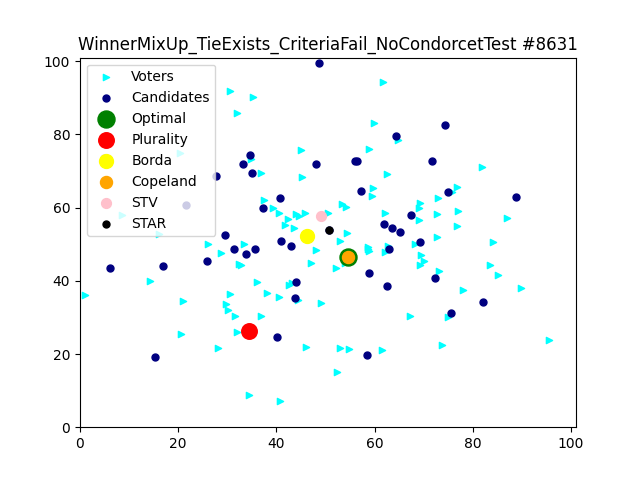 WinnerMixUp_TieExists_CriteriaFail_NoCondorcetTest #8631
100
80
60
40
20
0
Voters
Candidates
Optimal
Plurality
Borda
Copeland
STV
STAR
0 20 40 60 80 100